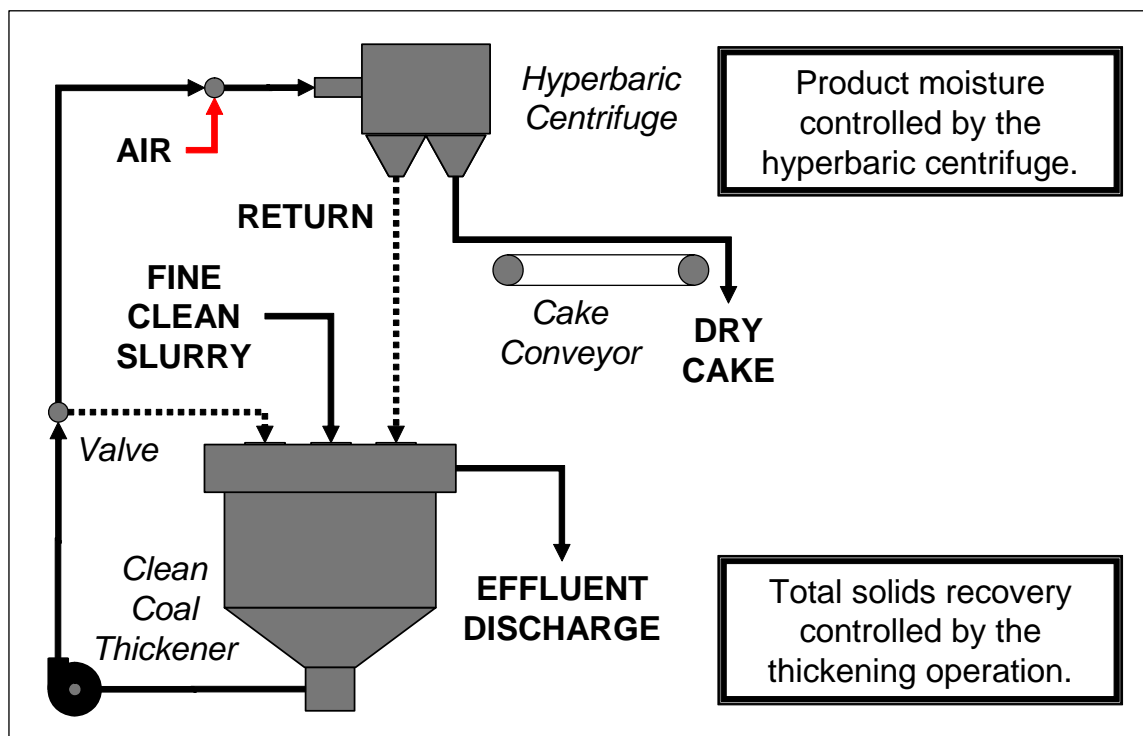 Hyperbaric
Centrifuge
Product moisture
controlled by the
hyperbaric centrifuge.
AIR
RETURN
FINE
CLEAN
SLURRY
Cake
Conveyor
DRY
CAKE
Valve
Clean
Coal
Thickener
EFFLUENT
DISCHARGE
Total solids recovery
controlled by the
thickening operation.